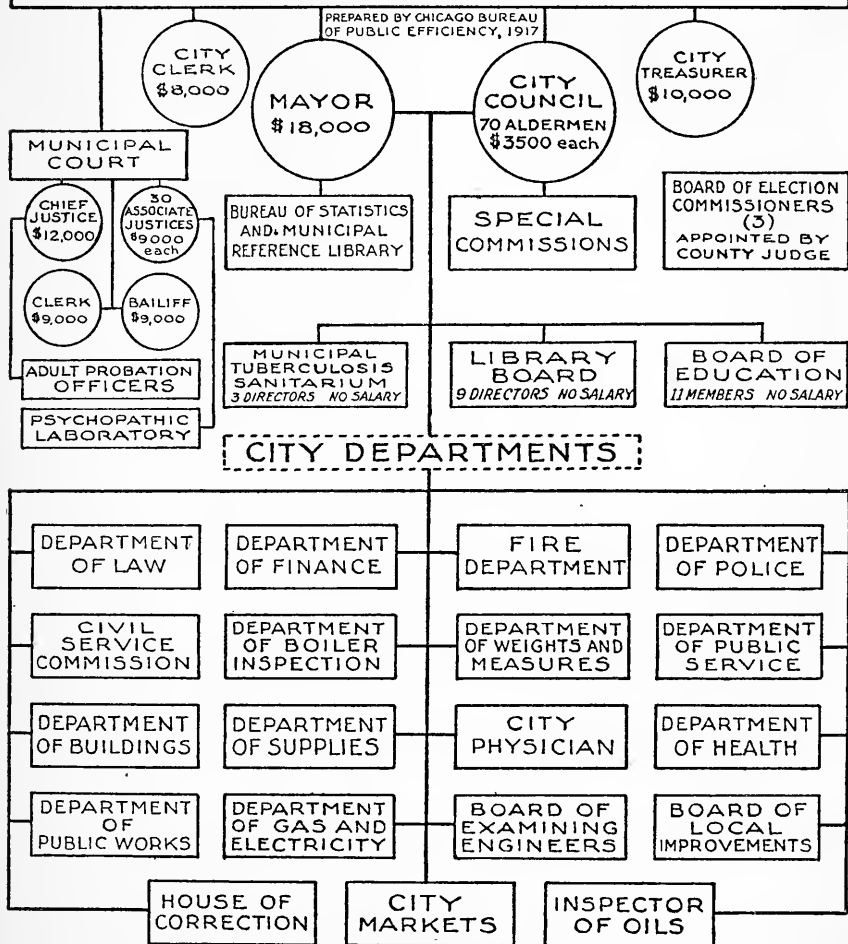 PREPARED BY CHICAGO BUREAU
OF PUBLIC EFFICIENCY, 1917
CITY
CLERK
$8,000
MAYOR
$18,000
CITY
COUNCIL
70 ALDERMEN
$3500 each
CITY
TREASURER
$10,000
MUNICIPAL
COURT
CHIEF
JUSTICE
$12,000
30
ASSOCIATE
JUSTICES
$9000
each
CLERK
$9,000
BAILIFF
$9,000
ADULT PROBATION
OFFICERS
PSYCHOPATHIC
LABORATORY
BUREAU OF STATISTICS
AND MUNICIPAL
REFERENCE LIBRARY
SPECIAL
COMMISSIONS
BOARD OF ELECTION
COMMISSIONERS
(3)
APPOINTED BY
COUNTY JUDGE
MUNICIPAL
TUBERCULOSIS
SANITARIUM
3 DIRECTORS NO SALARY
LIBRARY
BOARD
9 DIRECTORS NO SALARY
BOARD OF
EDUCATION
11 MEMBERS NO SALARY
CITY DEPARTMENTS
DEPARTMENT
OF LAW
DEPARTMENT
OF FINANCE
FIRE
DEPARTMENT
DEPARTMENT
OF POLICE
CIVIL
SERVICE
COMMISSION
DEPARTMENT
OF BOILER
INSPECTION
DEPARTMENT
OF WEIGHTS AND
MEASURES
DEPARTMENT
OF PUBLIC
SERVICE
DEPARTMENT
OF BUILDINGS
DEPARTMENT
OF SUPPLIES
CITY
PHYSICIAN
DEPARTMENT
OF HEALTH
DEPARTMENT
OF
PUBLIC WORKS
DEPARTMENT
OF GAS AND
ELECTRICITY
BOARD OF
EXAMINING
ENGINEERS
BOARD OF
LOCAL
IMPROVEMENTS
HOUSE OF
CORRECTION
CITY
MARKETS
INSPECTOR
OF OILS